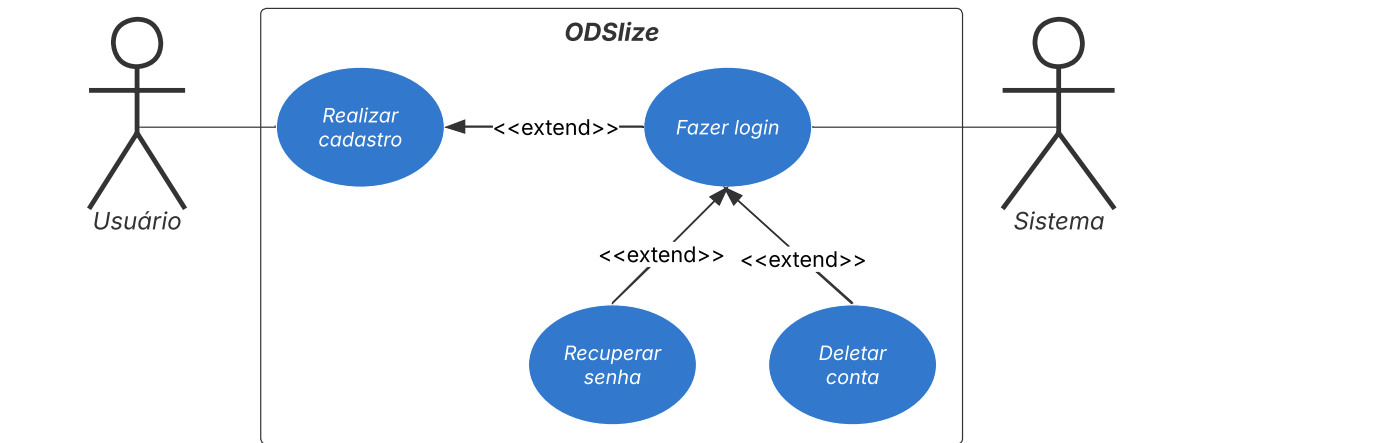 ODSlize
Realizar
cadastro
<<extend>>
Fazer login
Usuário
Sistema
<<extend>>
<<extend>>
Recuperar
senha
Deletar
conta